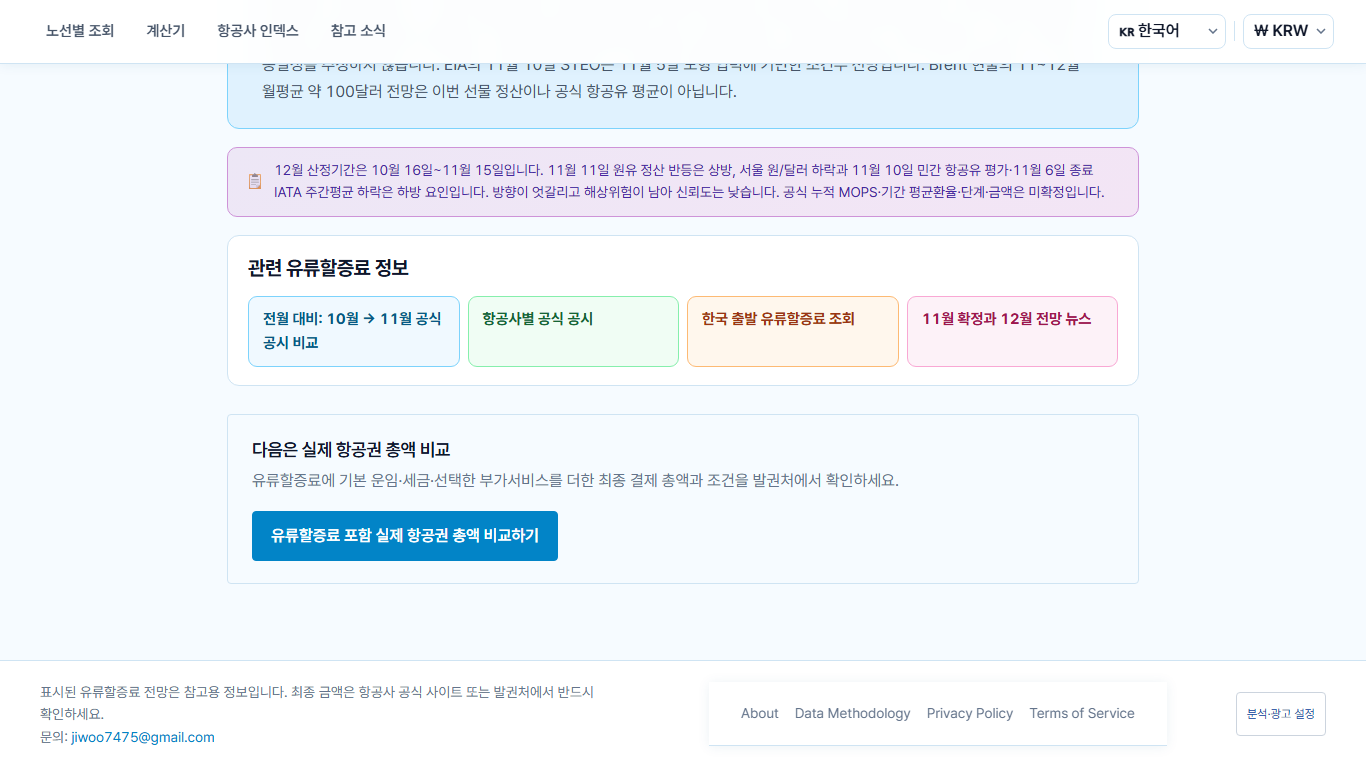 노선별 조회
계산기
항공사 인덱스
참고 소식
KR 한국어
₩ KRW
월평균 약 100달러 전망은 이번 선물 정산이나 공식 항공유 평균이 아닙니다.
12월 산정기간은 10월 16일~11월 15일입니다. 11월 11일 원유 정산 반등은 상방, 서울 원/달러 하락과 11월 10일 민간 항공유 평가·11월 6일 종료
IATA 주간평균 하락은 하방 요인입니다. 방향이 엇갈리고 해상위험이 남아 신뢰도는 낮습니다. 공식 누적 MOPS·기간 평균환율·단계·금액은 미확정입니다.
관련 유류할증료 정보
전월 대비: 10월 → 11월 공식
공시 비교
항공사별 공식 공시
한국 출발 유류할증료 조회
11월 확정과 12월 전망 뉴스
다음은 실제 항공권 총액 비교
유류할증료에 기본 운임·세금·선택한 부가서비스를 더한 최종 결제 총액과 조건을 발권처에서 확인하세요.
유류할증료 포함 실제 항공권 총액 비교하기
표시된 유류할증료 전망은 참고용 정보입니다. 최종 금액은 항공사 공식 사이트 또는 발권처에서 반드시
확인하세요.
문의: jiwoo7475@gmail.com
About
Data Methodology
Privacy Policy
Terms of Service
분석·광고 설정